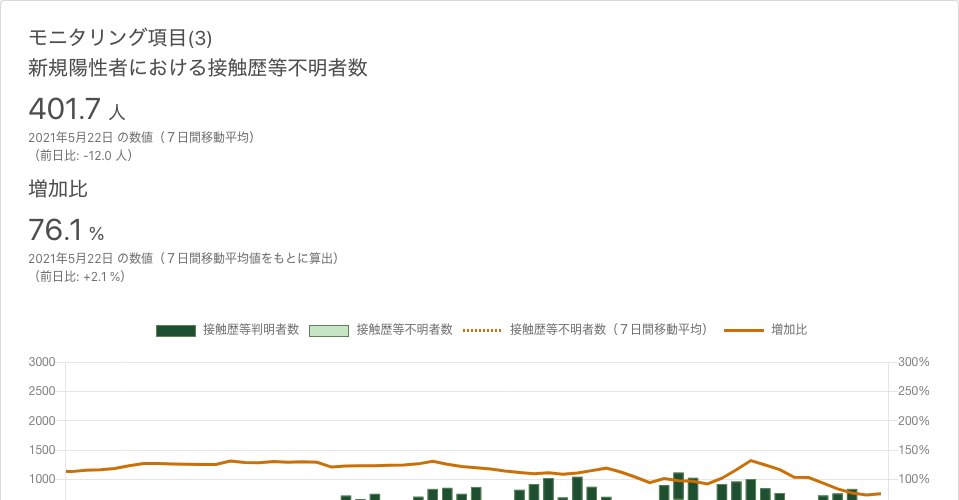 モニタリング項目(3)
新規陽性者における接触歴等不明者数
401.7 人
2021年5月22日 の数値（７日間移動平均）
（前日比: -12.0 人）
増加比
76.1 %
2021年5月22日 の数値（７日間移動平均値をもとに算出）
（前日比: +2.1 %）
接触歴等判明者数 接触歴等不明者数 接触歴等不明者数（７日間移動平均） 増加比
3000 300%
2500 250%
2000 200%
1500 150%
1000 100%